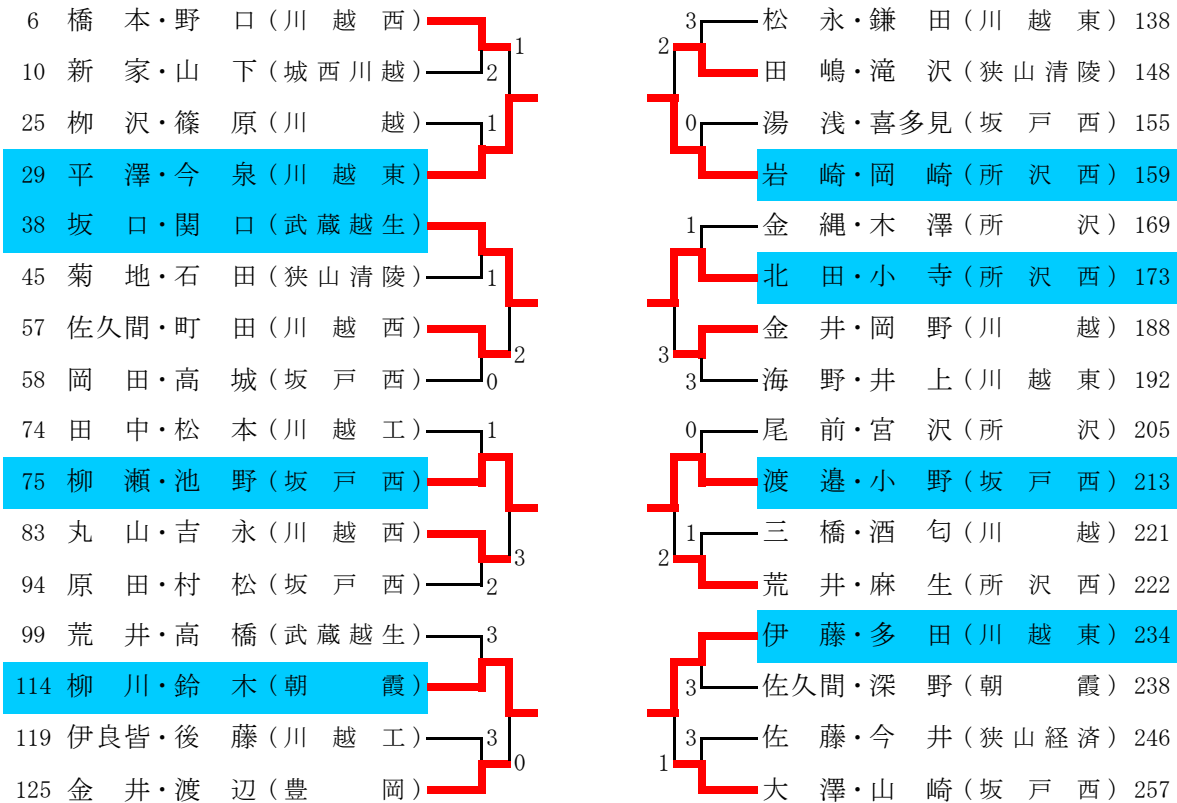 6 橋本・野口(川越西)
1
10 新家・山下(城西川越)
2
25 栁沢・篠原(川越)
1
29 平澤・今泉(川越東)
38 坂口・関口(武蔵越生)
45 菊地・石田(狭山清陵)
1
57 佐久間・町田(川越西)
2
58 岡田・高城(坂戸西)
0
74 田中・松本(川越工)
1
75 柳瀬・池野(坂戸西)
83 丸山・吉永(川越西)
3
94 原田・村松(坂戸西)
2
99 荒井・高橋(武蔵越生)
3
114 柳川・鈴木(朝霞)
119 伊良皆・後藤(川越工)
3
0
125 金井・渡辺(豊岡)
3
松永・鎌田(川越東) 138
2
田嶋・滝沢(狭山清陵) 148
0
湯浅・喜多見(坂戸西) 155
岩崎・岡崎(所沢西) 159
1
金縄・木澤(所沢) 169
北田・小寺(所沢西) 173
金井・岡野(川越) 188
3
3
海野・井上(川越東) 192
0
尾前・宮沢(所沢) 205
渡邉・小野(坂戸西) 213
1
三橋・酒匂(川越) 221
2
荒井・麻生(所沢西) 222
伊藤・多田(川越東) 234
3
佐久間・深野(朝霞) 238
3
佐藤・今井(狭山経済) 246
1
大澤・山崎(坂戸西) 257